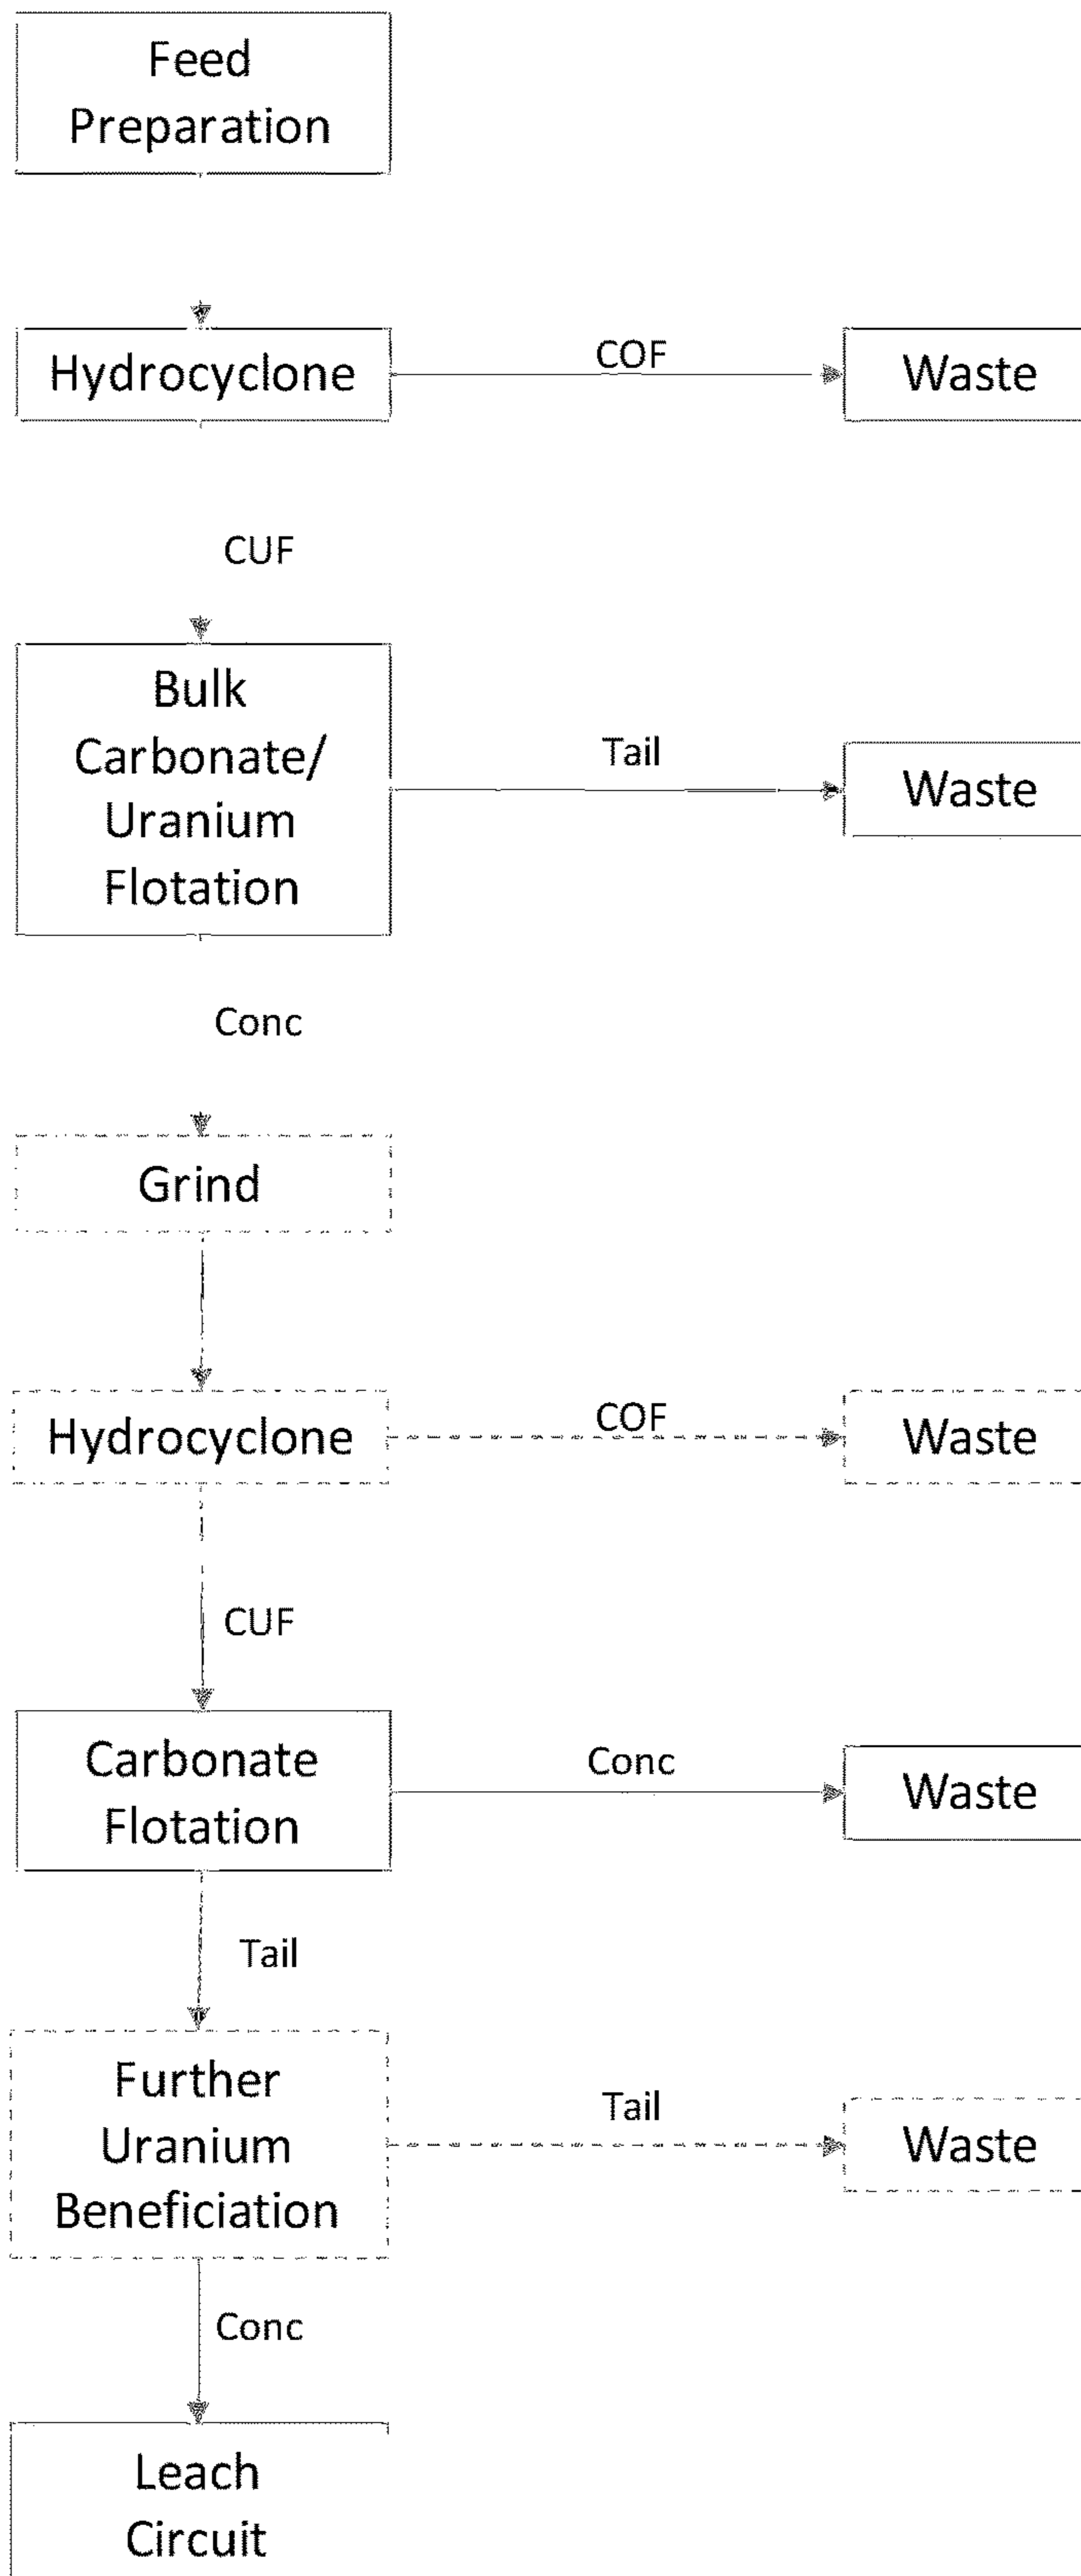 Feed
Preparation
Hydrocyclone
COF
Waste
CUF
Bulk
Carbonate/
Uranium
Flotation
Tail
Waste
Conc
Grind
Hydrocyclone
COF
Waste
CUF
Carbonate
Flotation
Conc
Waste
Tail
Further
Uranium
Beneficiation
Tail
Waste
Conc
Leach
Circuit